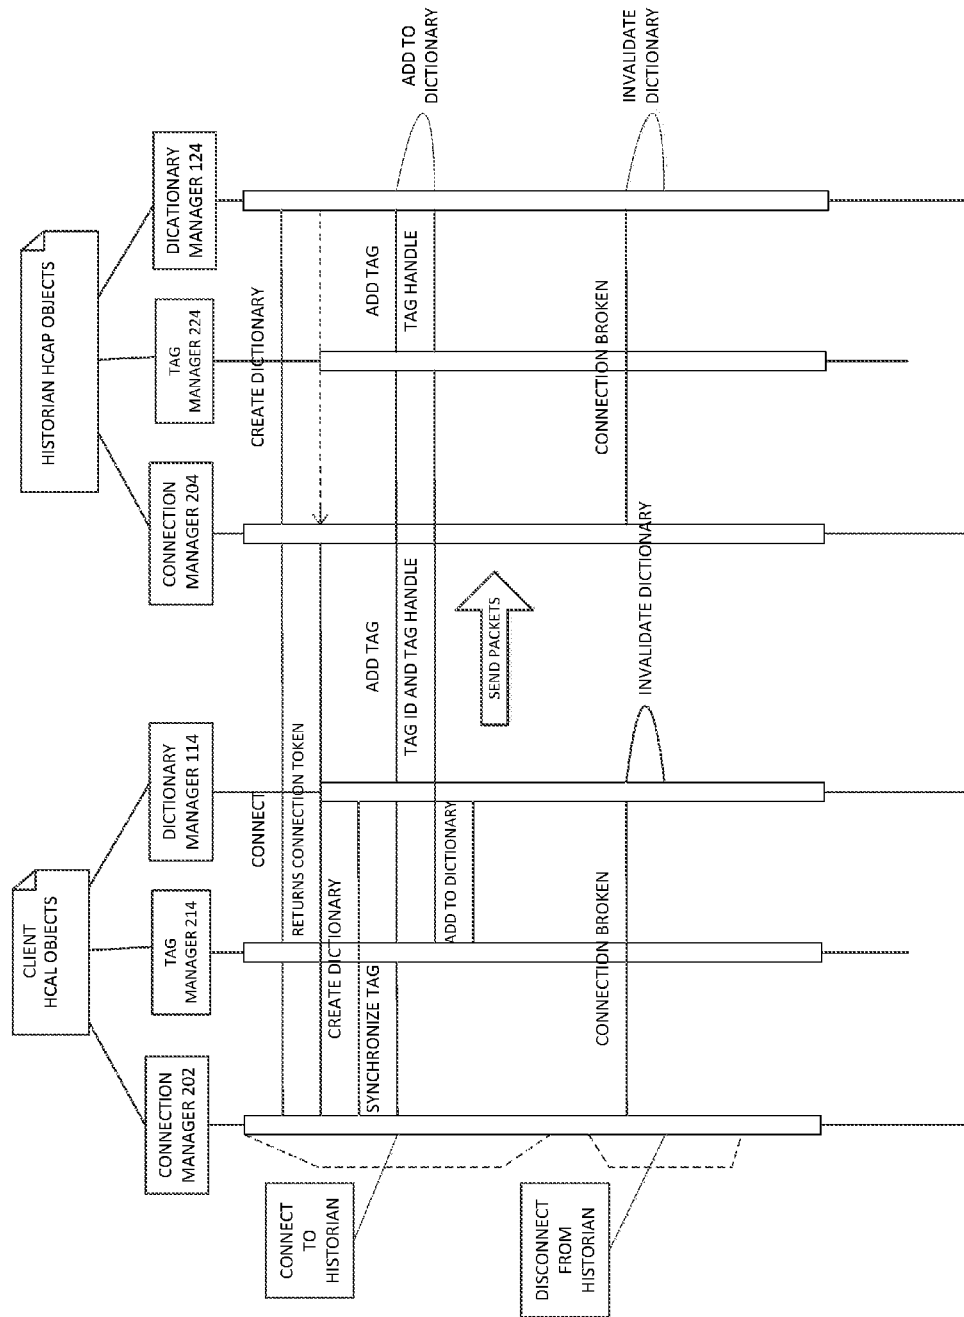 CLIENT
HCAL OBJECTS
HISTORIAN HCAP OBJECTS
CONNECTION
MANAGER 202
TAG
MANAGER 214
DICTIONARY
MANAGER 114
CONNECTION
MANAGER 204
TAG
MANAGER 224
DICATIONARY
MANAGER 124
CONNECT
TO
HISTORIAN
CONNECT
CREATE DICTIONARY
RETURNS CONNECTION TOKEN
CREATE DICTIONARY
SYNCHRONIZE TAG
ADD TAG
ADD TAG
TAG ID AND TAG HANDLE
TAG HANDLE
ADD TO
DICTIONARY
ADD TO DICTIONARY
SEND PACKETS
DISCONNECT
FROM
HISTORIAN
CONNECTION BROKEN
CONNECTION BROKEN
INVALIDATE DICTIONARY
INVALIDATE
DICTIONARY